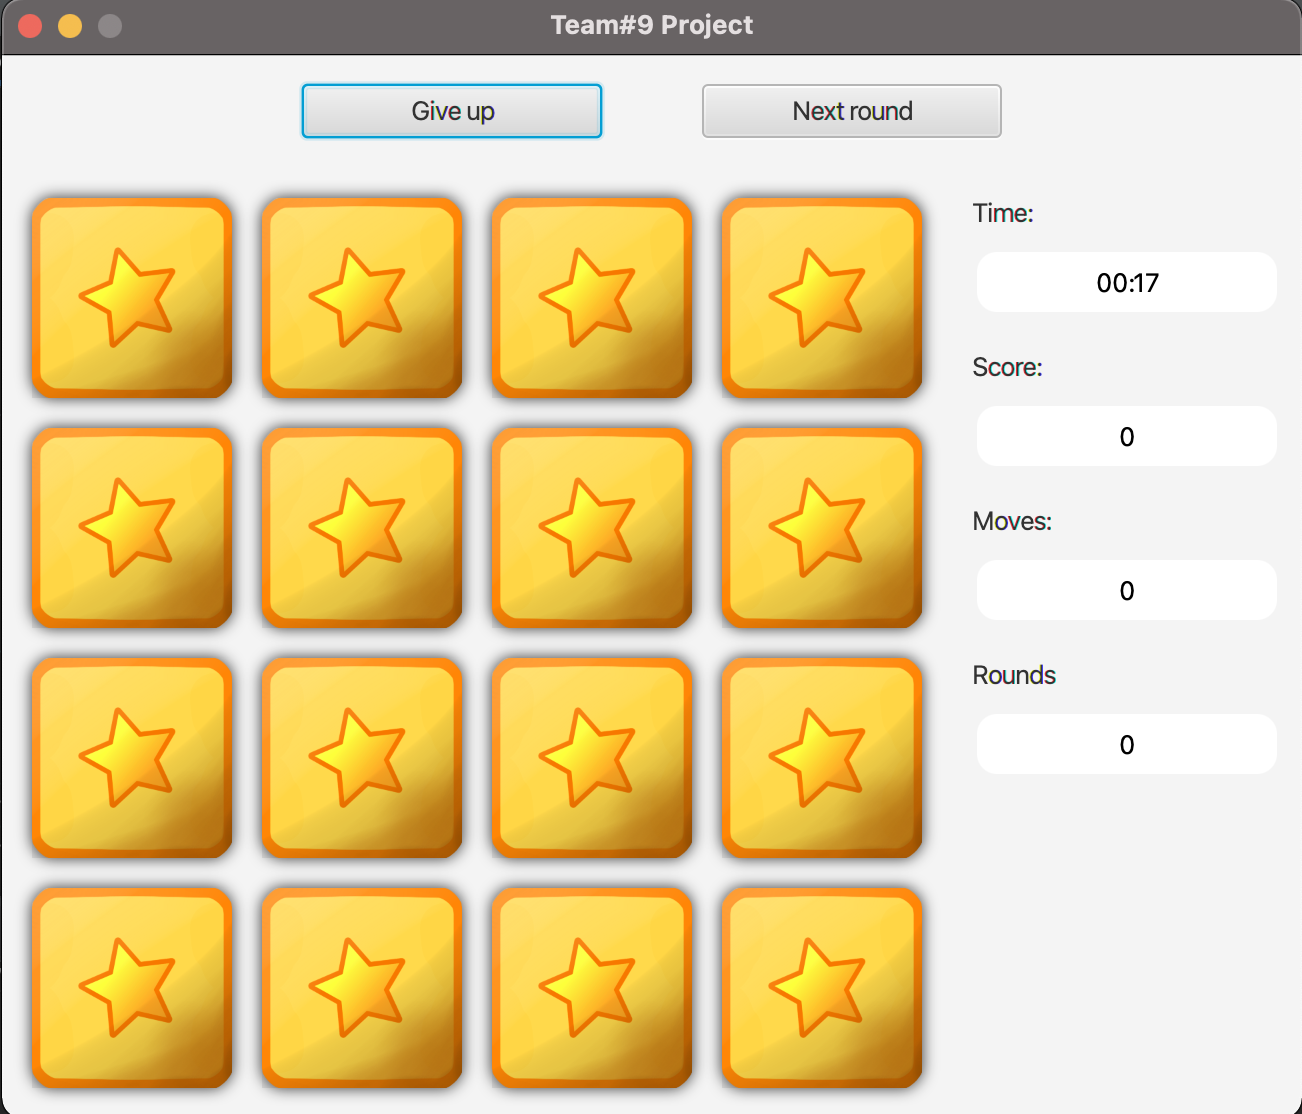 Team#9 Project
Give up
Next round
Time:
00:17
Score:
0
Moves:
0
Rounds
0